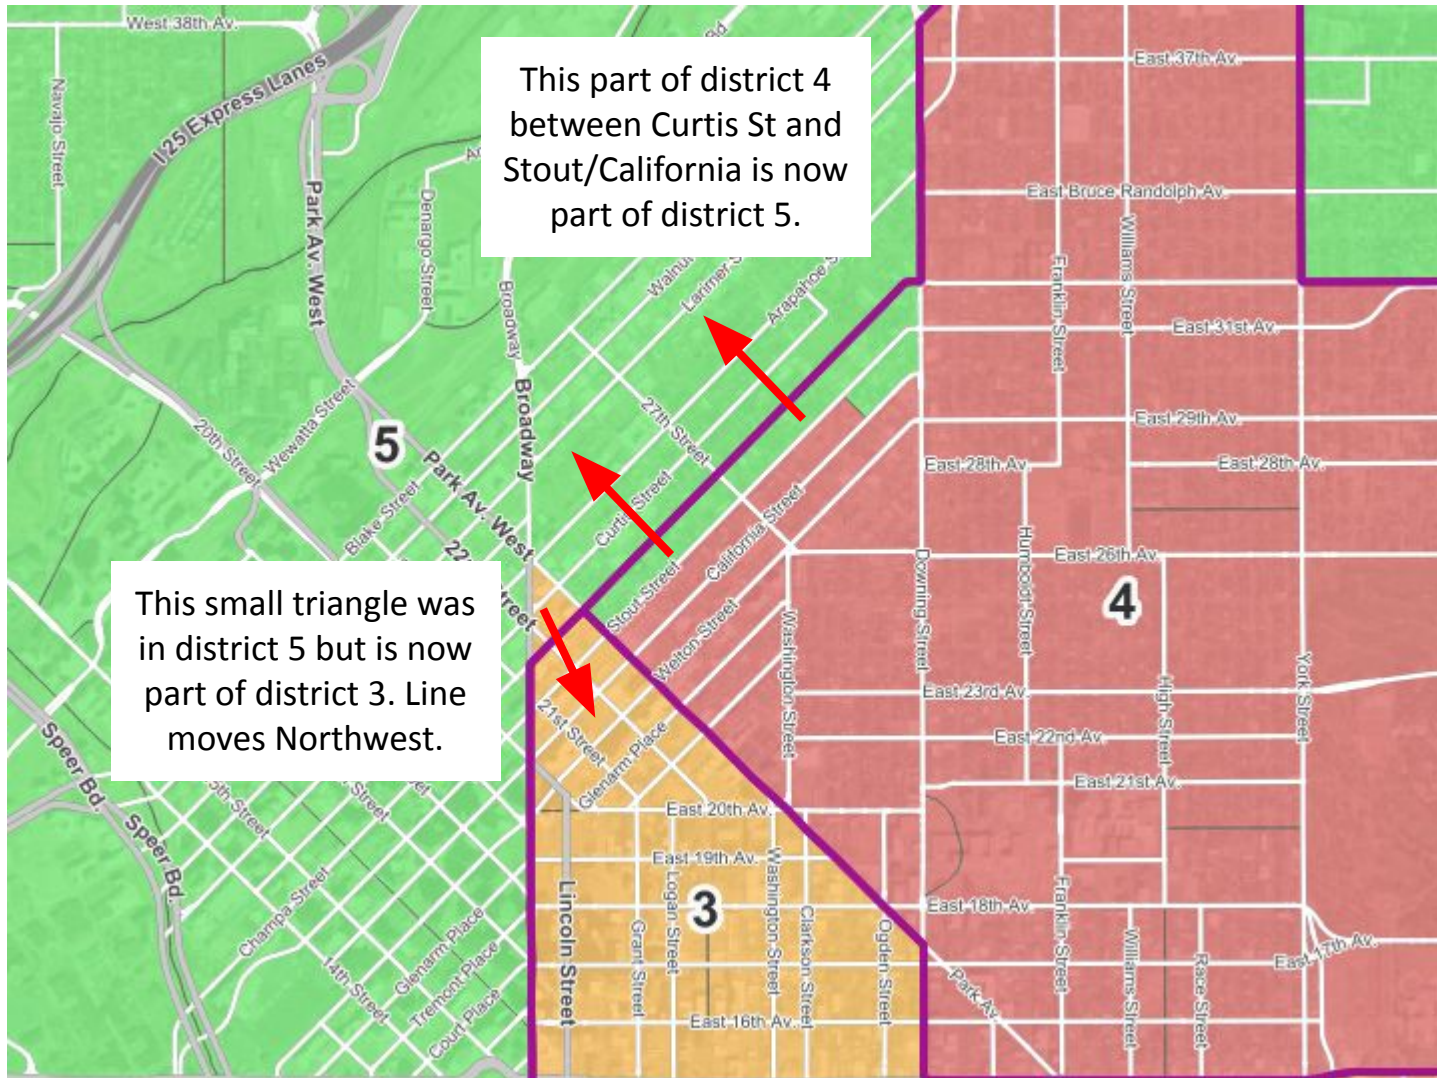 West 38th Av.
Navajo Street
I 25 Express Lanes
Park Av. West
Denargo Street
This part of district 4
between Curtis St and
Stout/California is now
part of district 5.
East 37th Av.
East Bruce Randolph Av.
Williams Street
Franklin Street
East 31st Av.
Larimer
Arapahoe
Broadway
Broadway
27th Street
East 29th Av.
East 28th Av.
East 28th Av.
Wewatta Street
20th Street
5
Park Av. West
Blake Street
Curtis Street
California Street
Stout Street
Welton Street
Washington Street
Downing Street
Humboldt Street
East 26th Av.
4
York Street
High Street
East 23rd Av.
East 22nd Av.
East 21st Av.
This small triangle was
in district 5 but is now
part of district 3. Line
moves Northwest.
21st Street
Glenarm Place
East 20th Av.
East 19th Av.
Speer Bd
Speer Bd.
Champa Street
14th Street
Glenarm Place
Tremont Place
Court Place
Lincoln Street
Grant Street
Logan Street
3
Washington Street
Clarkson Street
Ogden Street
East 16th Av.
East 18th Av.
Park Av.
Franklin Street
Williams Street
Race Street
East 17th Av.